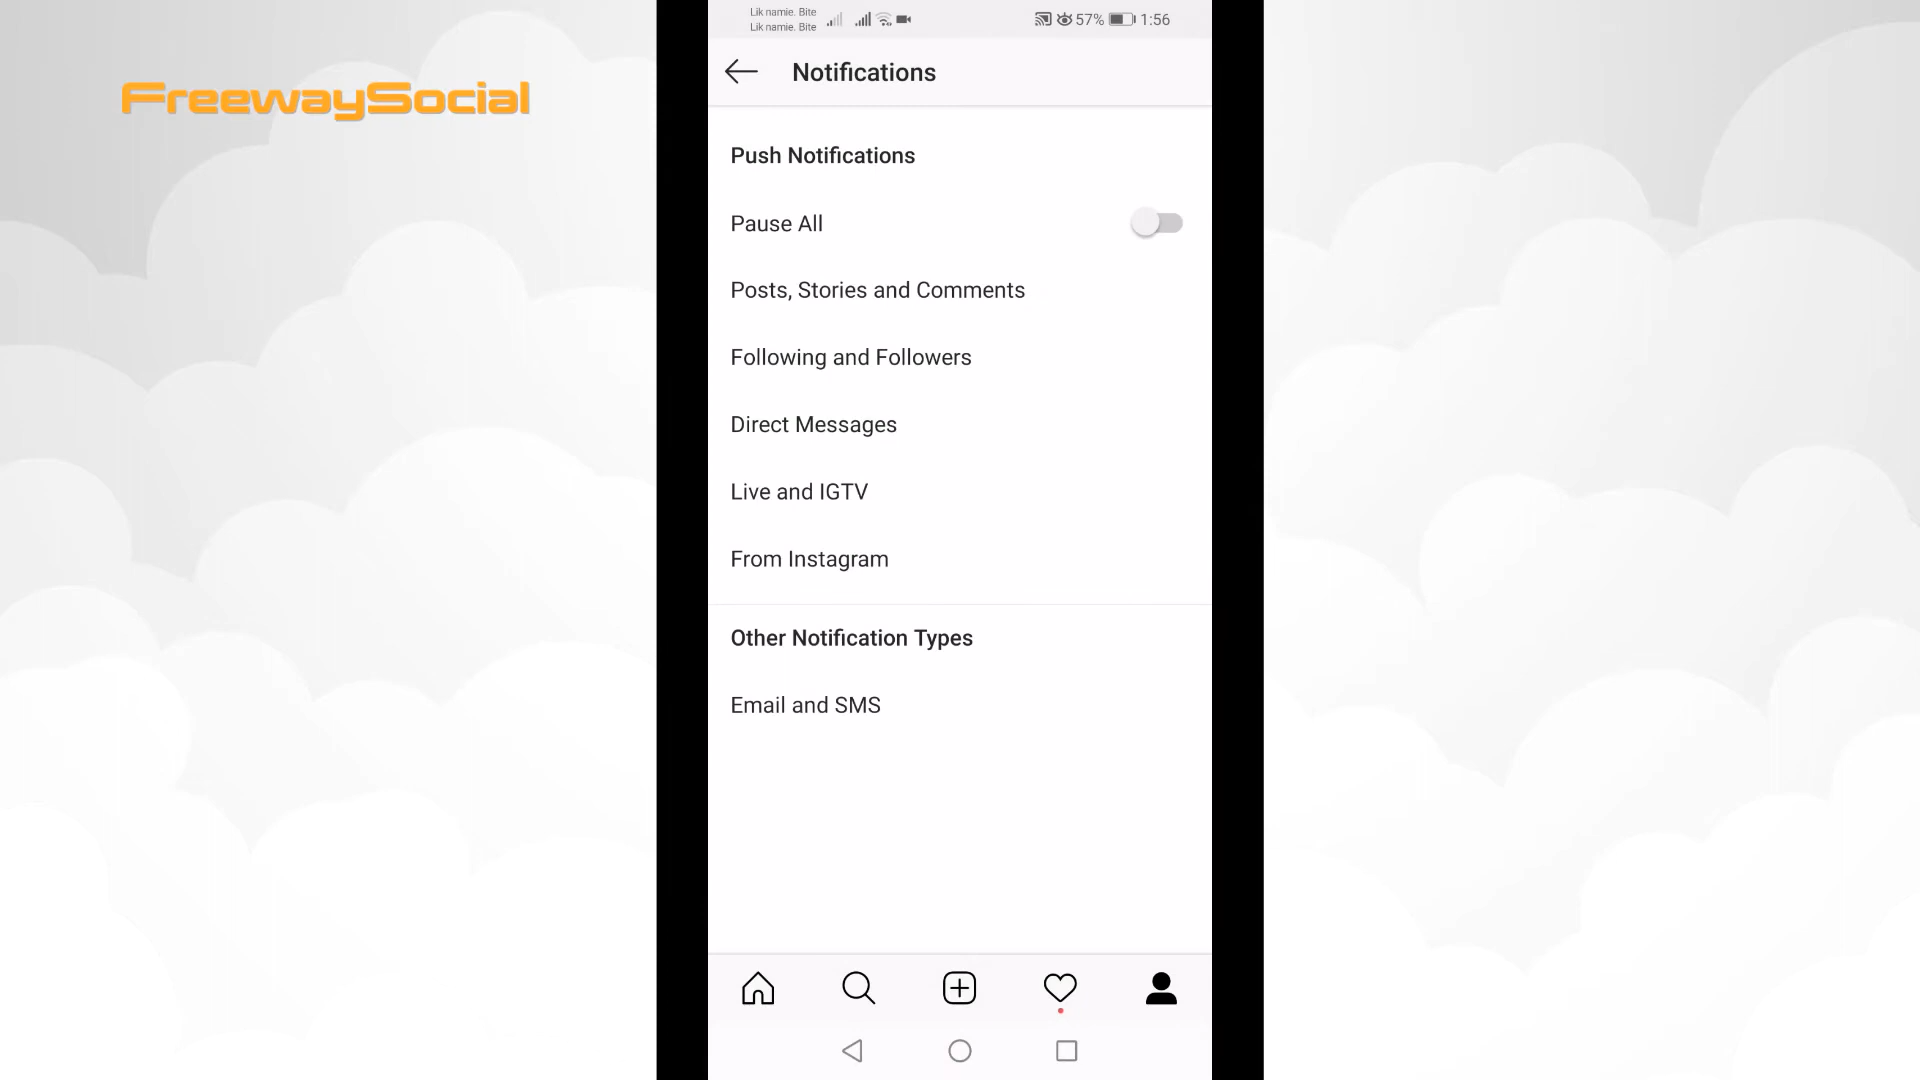 FreewaySocial
Lik namie. Bite
Lik namie. Bite
57% 1:56
Notifications
Push Notifications
Pause All
Posts, Stories and Comments
Following and Followers
Direct Messages
Live and IGTV
From Instagram
Other Notification Types
Email and SMS